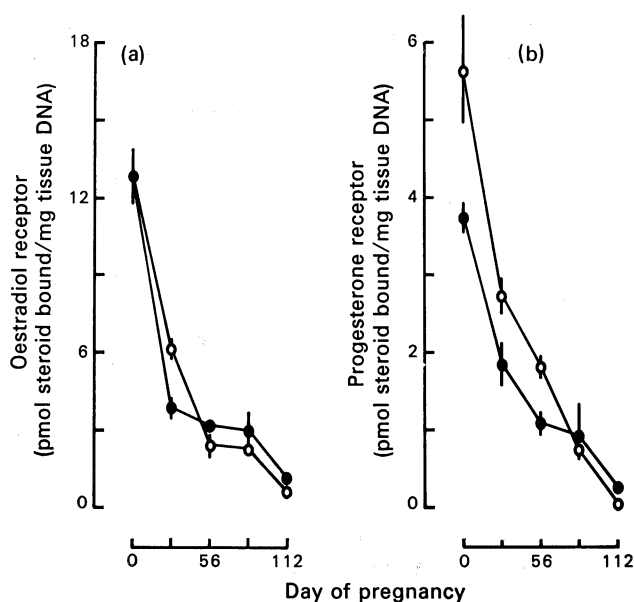 (a)
Oestradiol receptor
(pmol steroid bound/mg tissue DNA)
18
12
6
0
0 56 112
(b)
Progesterone receptor
(pmol steroid bound/mg tissue DNA)
6
4
2
0
0 56 112
Day of pregnancy